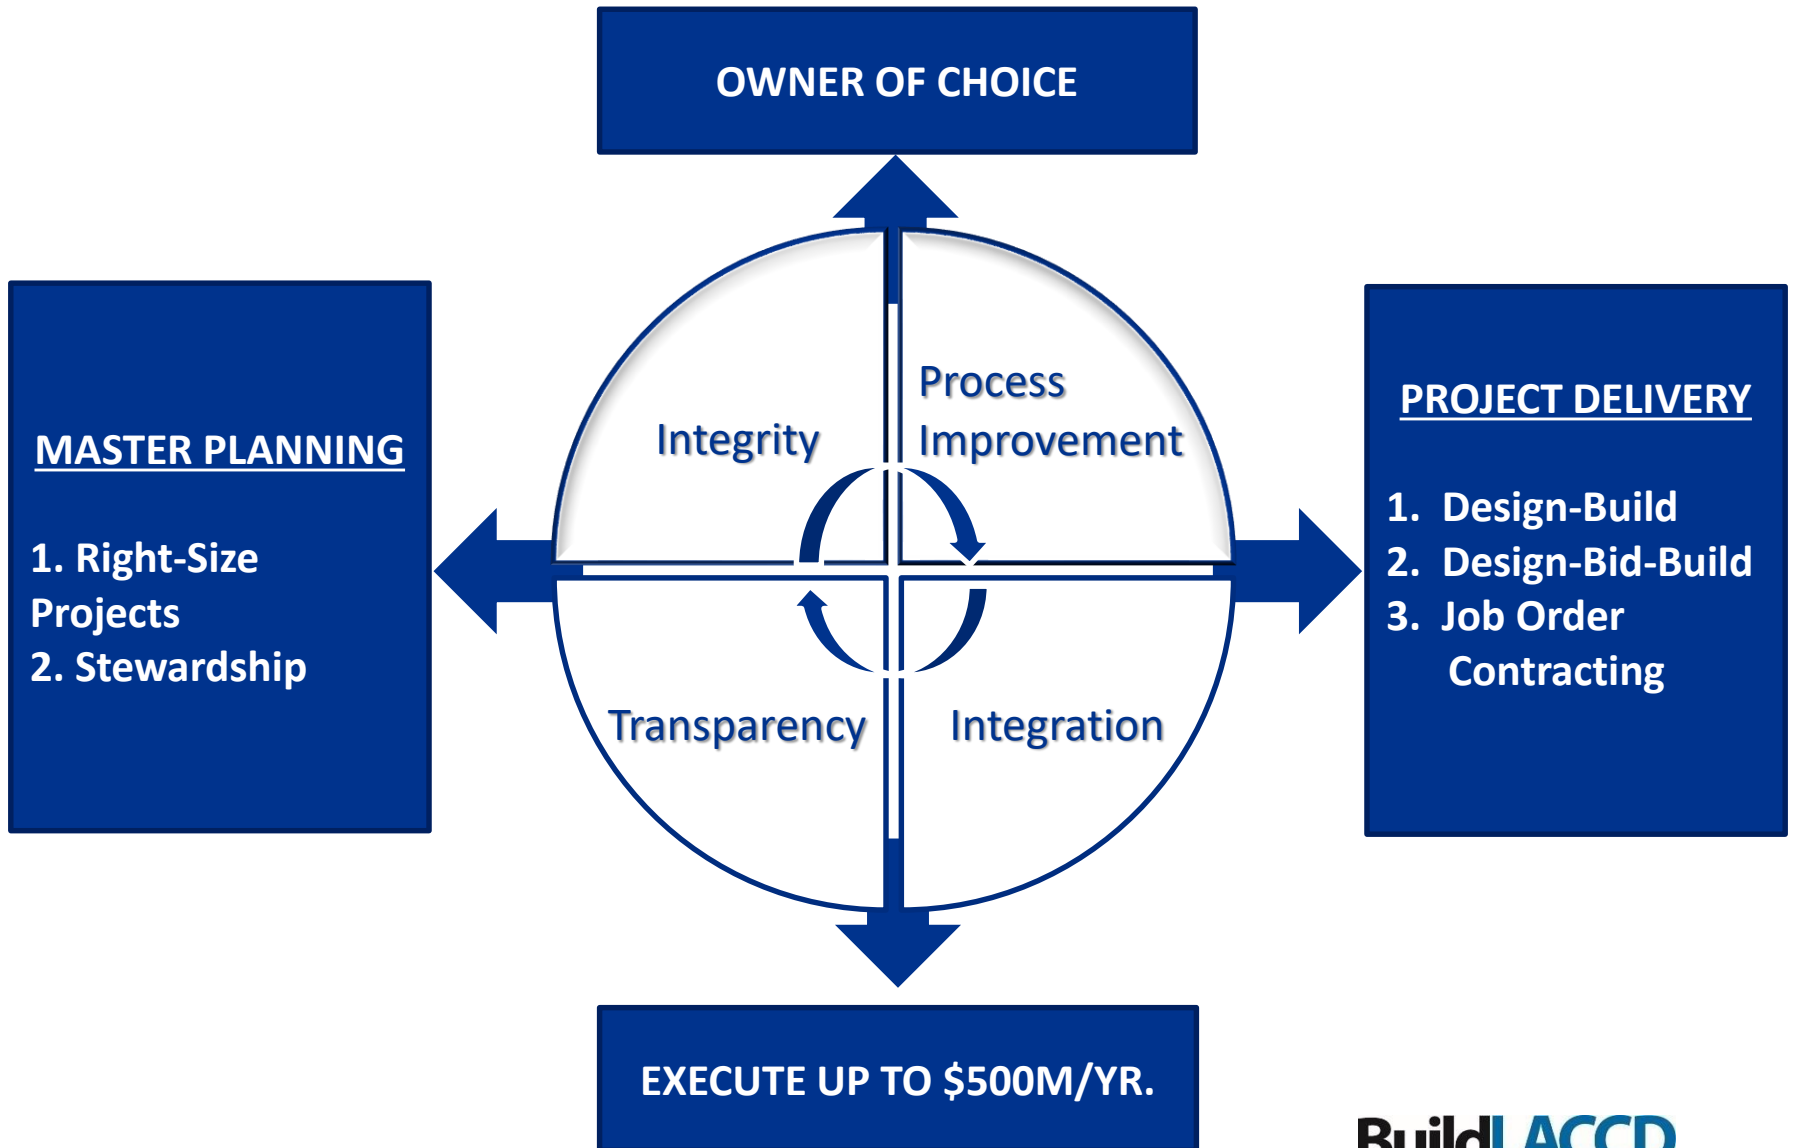 OWNER OF CHOICE
MASTER PLANNING
1. Right-Size
Projects
2. Stewardship
Integrity
Process
Improvement
Transparency
Integration
PROJECT DELIVERY
1. Design-Build
2. Design-Bid-Build
3. Job Order
Contracting
EXECUTE UP TO $500M/YR.
BuildLACCD